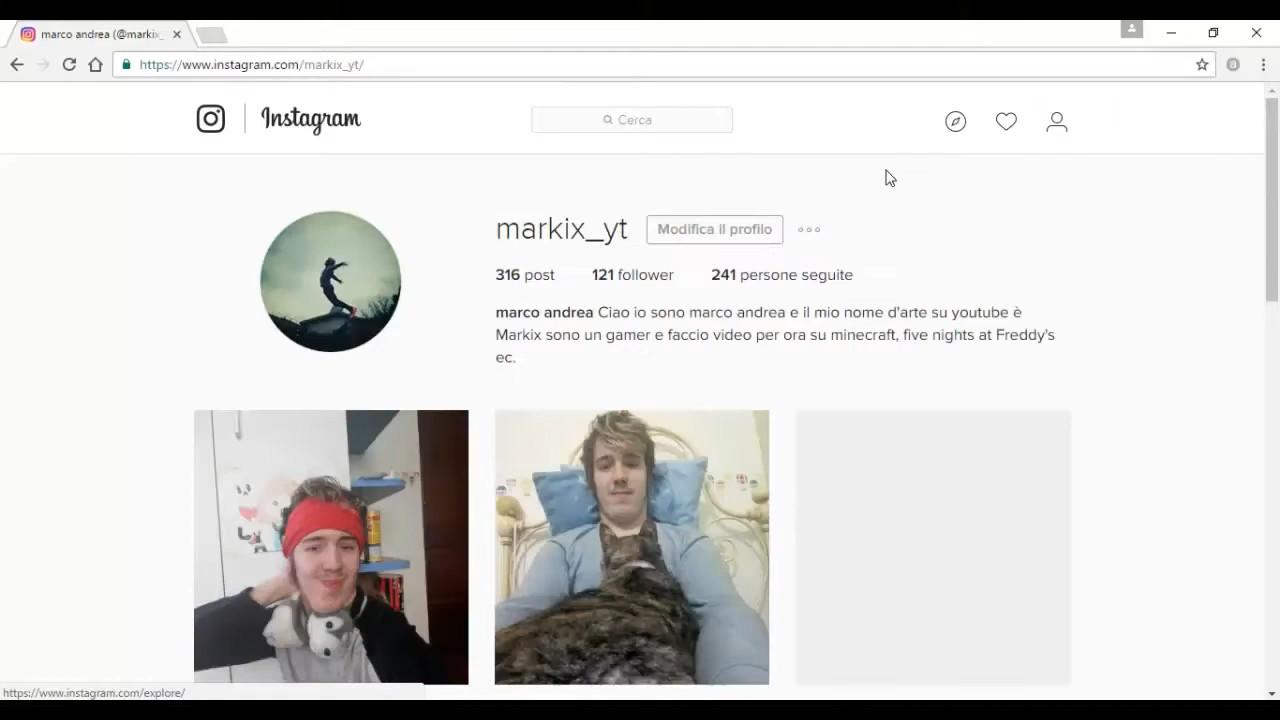 marco andrea (@markix_
https://www.instagram.com/markix_yt/
Instagram
Cerca
markix_yt Modifica il profilo
316 post 121 follower 241 persone seguite
marco andrea Ciao io sono marco andrea e il mio nome d'arte su youtube è
Markix sono un gamer e faccio video per ora su minecraft, five nights at Freddy's
ec.
https://www.instagram.com/explore/